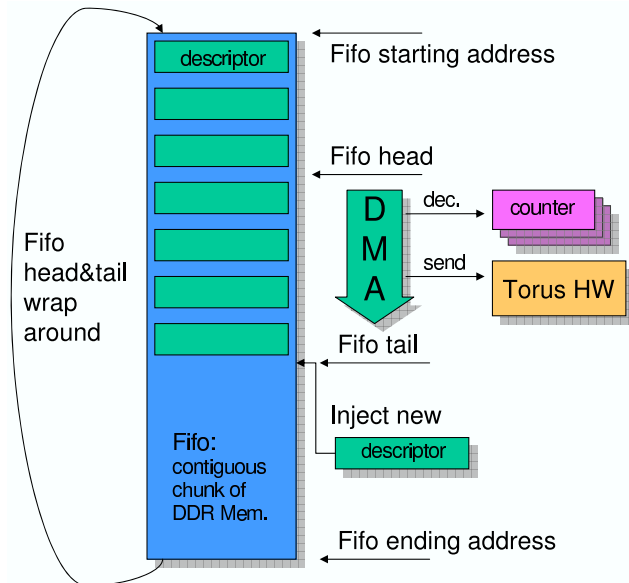 Fifo starting address
descriptor
Fifo head
D
M
A
dec.
counter
send
Torus HW
Fifo
head&tail
wrap
around
Fifo tail
Inject new
descriptor
Fifo:
contiguous
chunk of
DDR Mem.
Fifo ending address